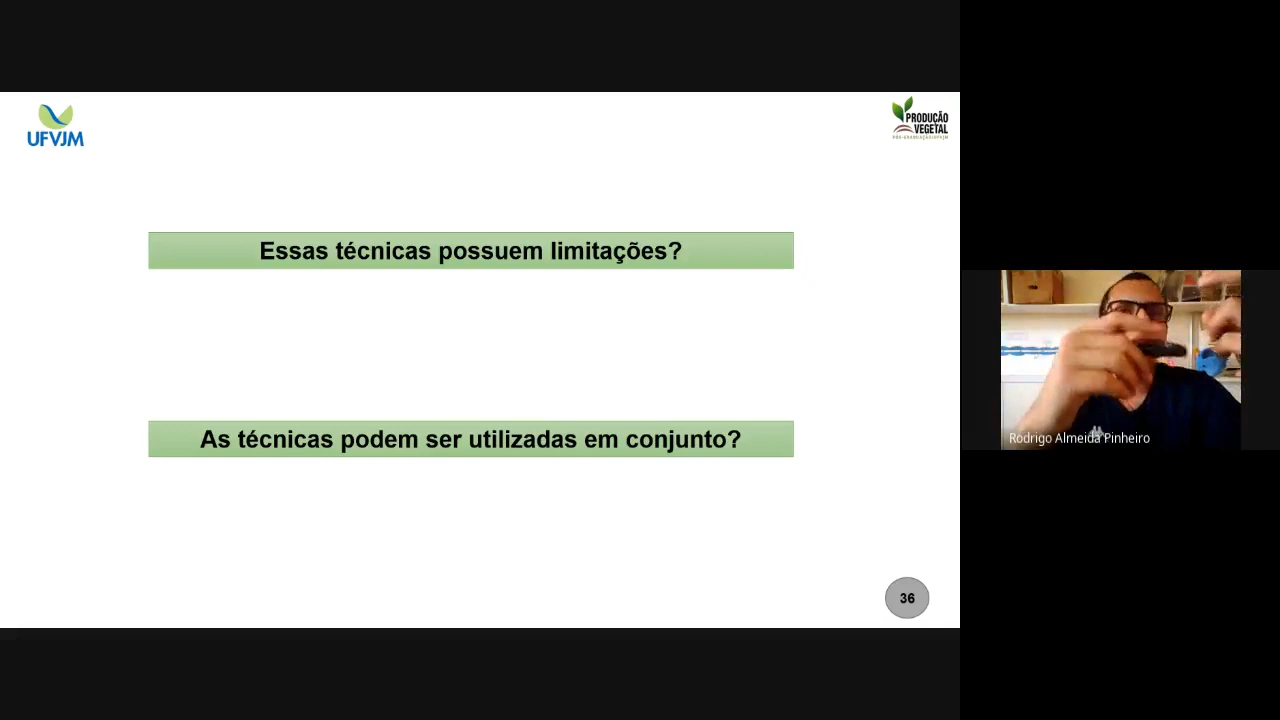 UFVJM
PRODUÇÃO
VEGETAL
Essas técnicas possuem limitações?
As técnicas podem ser utilizadas em conjunto?
Rodrigo Almeida Pinheiro
36